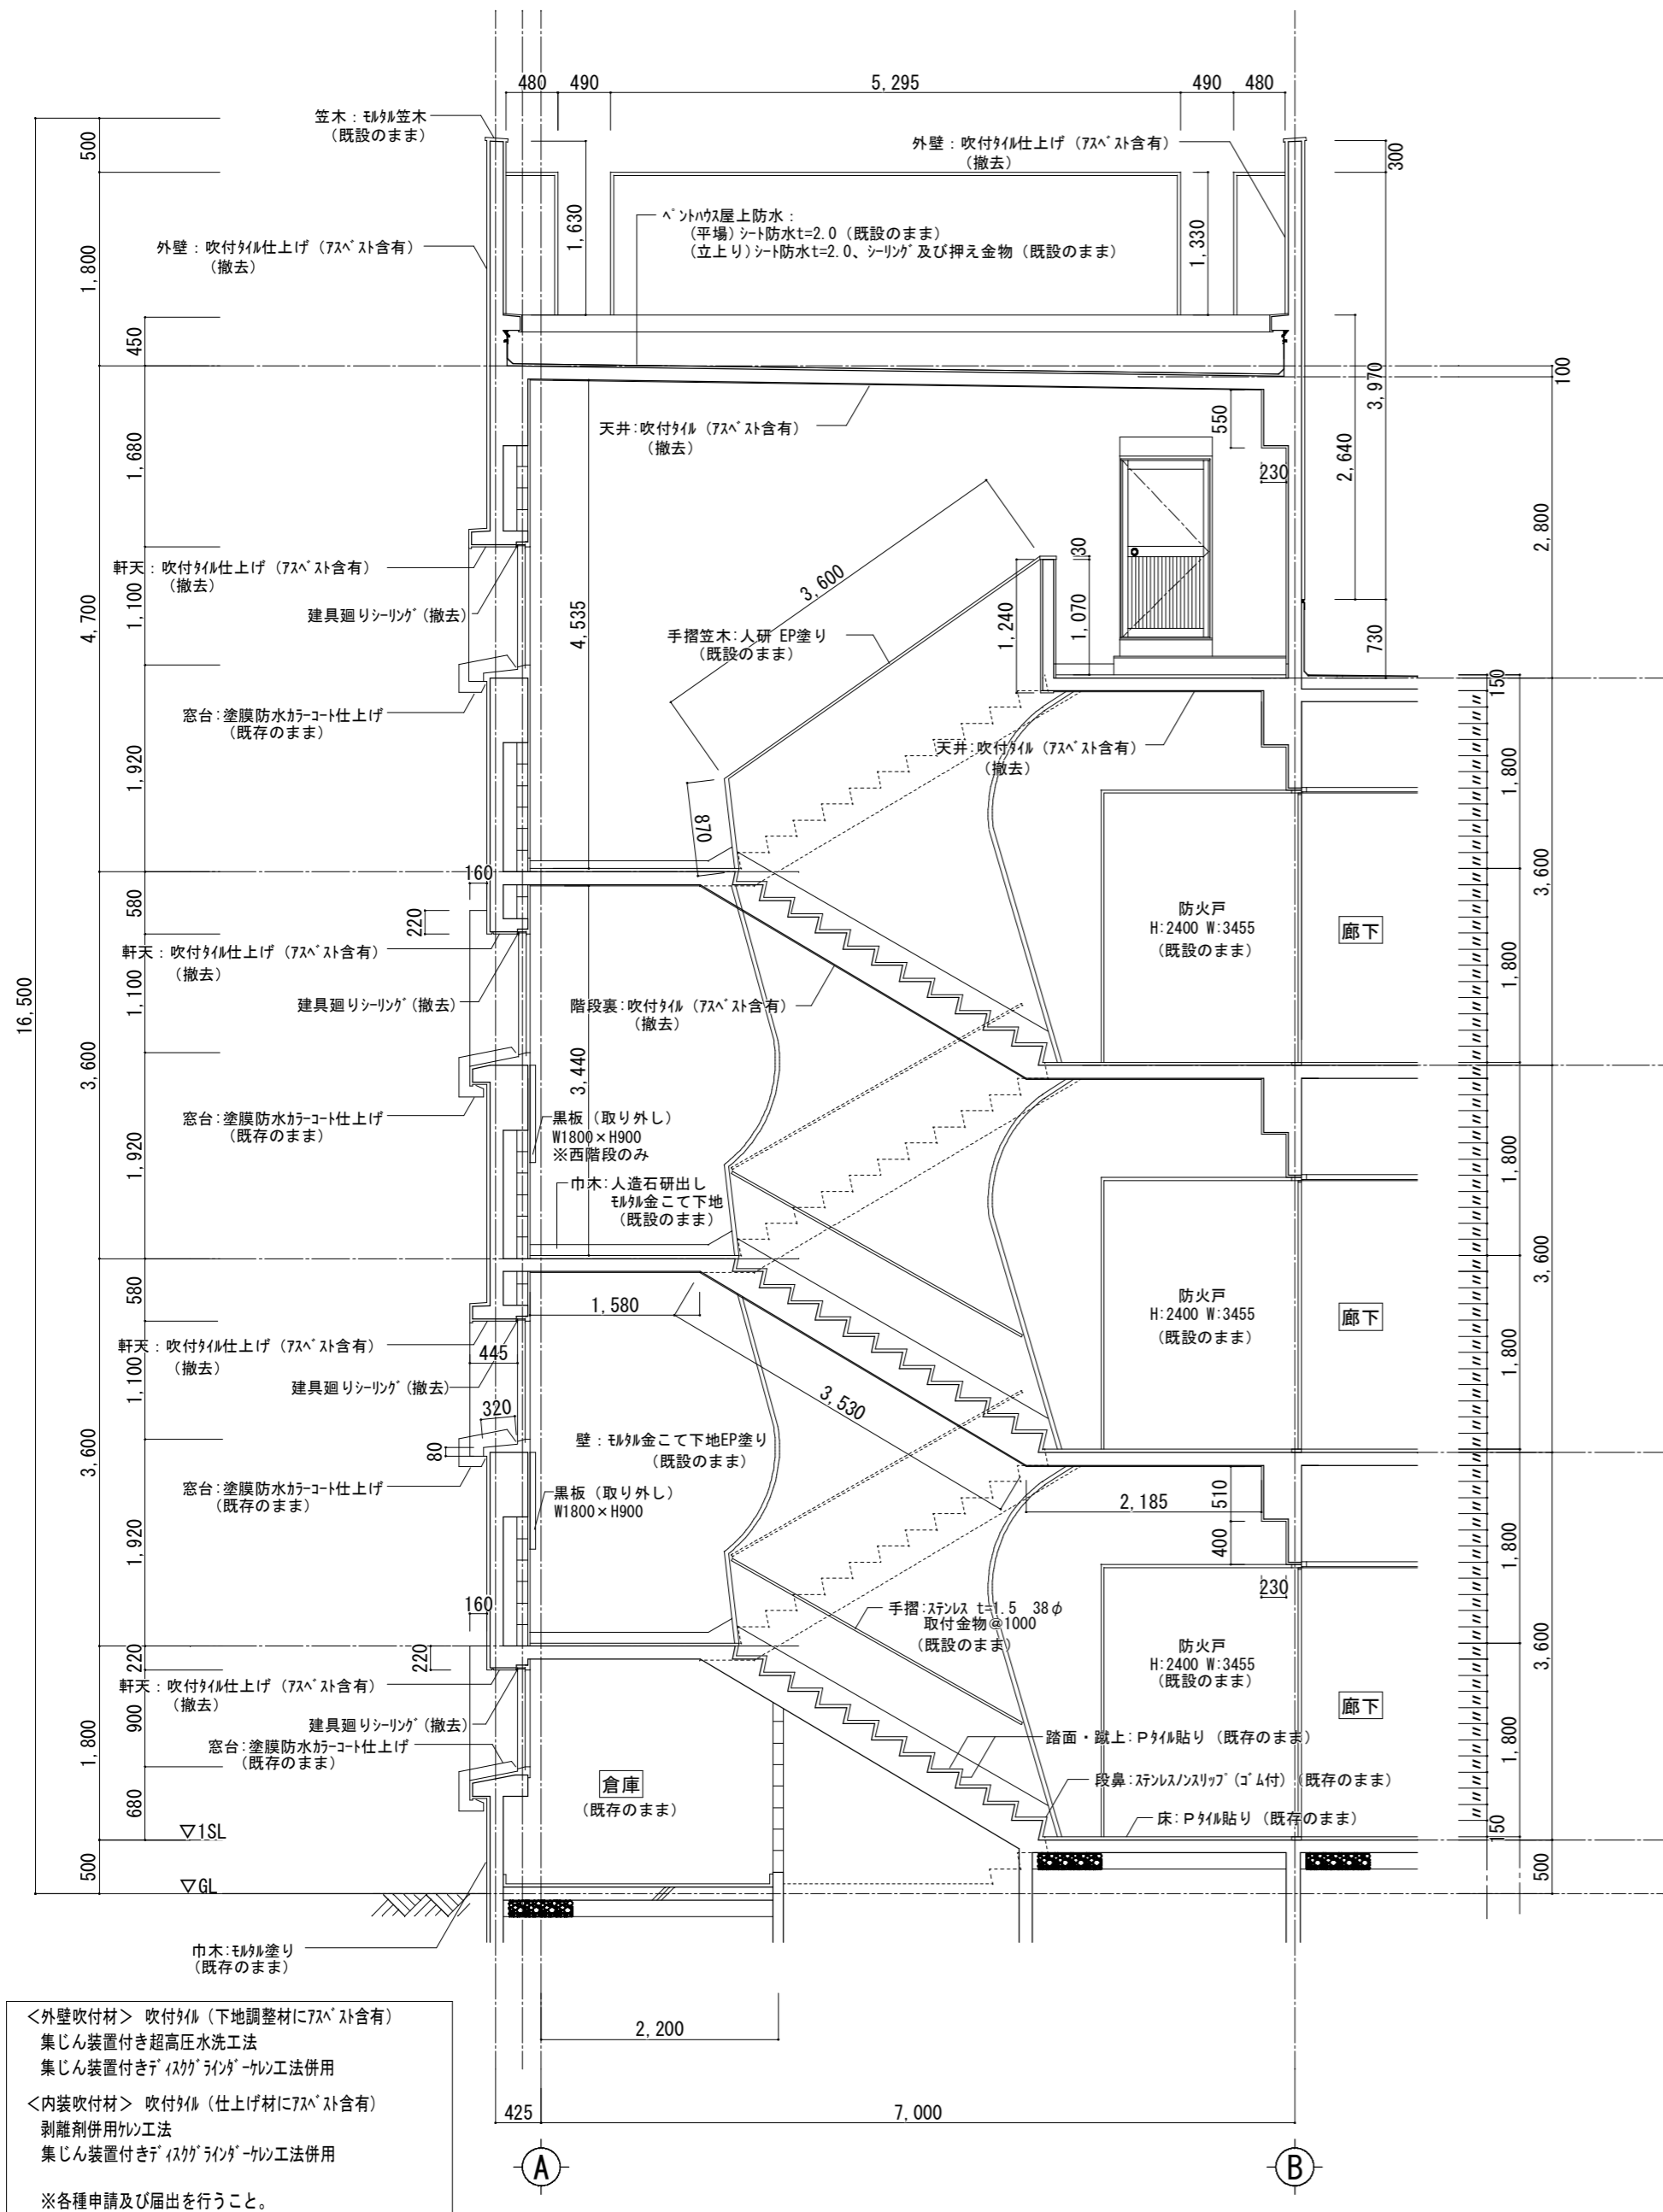 480
490
5,295
490
480
笠木：ﾓﾙﾀﾙ笠木
(既設のまま)
外壁：吹付ﾀｲﾙ仕上げ（ｱｽﾍﾞｽﾄ含有）
(撤去)
500
300
1,630
1,330
ﾍﾟﾝﾄﾊｳｽ屋上防水：
(平場)ｼｰﾄ防水t=2.0（既設のまま）
(立上り)ｼｰﾄ防水t=2.0、ｼｰﾘﾝｸﾞ及び押え金物（既設のまま）
外壁：吹付ﾀｲﾙ仕上げ（ｱｽﾍﾞｽﾄ含有）
(撤去)
1,800
450
3,970
100
天井:吹付ﾀｲﾙ（ｱｽﾍﾞｽﾄ含有）
(撤去)
550
230
1,680
2,640
2,800
軒天：吹付ﾀｲﾙ仕上げ（ｱｽﾍﾞｽﾄ含有）
(撤去)
建具廻りｼｰﾘﾝｸﾞ(撤去)
1,100
4,700
4,535
3,600
手摺笠木:人研 EP塗り
(既設のまま)
30
1,240
1,070
730
150
窓台:塗膜防水ｶﾗｰｺｰﾄ仕上げ
(既存のまま)
天井:吹付ﾀｲﾙ（ｱｽﾍﾞｽﾄ含有）
(撤去)
1,920
870
1,800
160
580
220
3,600
防火戸
H:2400 W:3455
(既設のまま)
廊下
軒天：吹付ﾀｲﾙ仕上げ（ｱｽﾍﾞｽﾄ含有）
(撤去)
建具廻りｼｰﾘﾝｸﾞ(撤去)
1,100
階段裏:吹付ﾀｲﾙ（ｱｽﾍﾞｽﾄ含有）
(撤去)
1,800
16,500
3,600
3,440
窓台:塗膜防水ｶﾗｰｺｰﾄ仕上げ
(既存のまま)
黒板（取り外し）
W1800×H900
※西階段のみ
1,920
1,800
巾木:人造石研出し
ﾓﾙﾀﾙ金こて下地
(既設のまま)
3,600
580
1,580
防火戸
H:2400 W:3455
(既設のまま)
廊下
軒天：吹付ﾀｲﾙ仕上げ（ｱｽﾍﾞｽﾄ含有）
(撤去)
445
建具廻りｼｰﾘﾝｸﾞ(撤去)
1,100
1,800
3,530
320
80
3,600
壁：ﾓﾙﾀﾙ金こて下地EP塗り
(既設のまま)
窓台:塗膜防水ｶﾗｰｺｰﾄ仕上げ
(既存のまま)
黒板（取り外し）
W1800×H900
2,185
510
400
230
1,920
1,800
160
手摺:ｽﾃﾝﾚｽ t=1.5 38φ
取付金物@1000
(既設のまま)
防火戸
H:2400 W:3455
(既設のまま)
3,600
220
220
軒天：吹付ﾀｲﾙ仕上げ（ｱｽﾍﾞｽﾄ含有）
(撤去)
廊下
900
建具廻りｼｰﾘﾝｸﾞ(撤去)
1,800
窓台:塗膜防水ｶﾗｰｺｰﾄ仕上げ
(既存のまま)
踏面・蹴上:Ｐﾀｲﾙ貼り（既存のまま）
1,800
倉庫
(既存のまま)
段鼻:ｽﾃﾝﾚｽﾉﾝｽﾘｯﾌﾟ(ｺﾞﾑ付)（既存のまま）
床:Ｐﾀｲﾙ貼り（既存のまま）
680
▽1SL
150
500
▽GL
500
巾木:ﾓﾙﾀﾙ塗り
(既存のまま)
＜外壁吹付材＞ 吹付ﾀｲﾙ（下地調整材にｱｽﾍﾞｽﾄ含有）
集じん装置付き超高圧水洗工法
集じん装置付きﾃﾞｨｽｸｸﾞﾗｲﾝﾀﾞｰｹﾚﾝ工法併用
＜内装吹付材＞ 吹付ﾀｲﾙ（仕上げ材にｱｽﾍﾞｽﾄ含有）
剥離剤併用ｹﾚﾝ工法
集じん装置付きﾃﾞｨｽｸｸﾞﾗｲﾝﾀﾞｰｹﾚﾝ工法併用
※各種申請及び届出を行うこと。
2,200
425
7,000
A
B